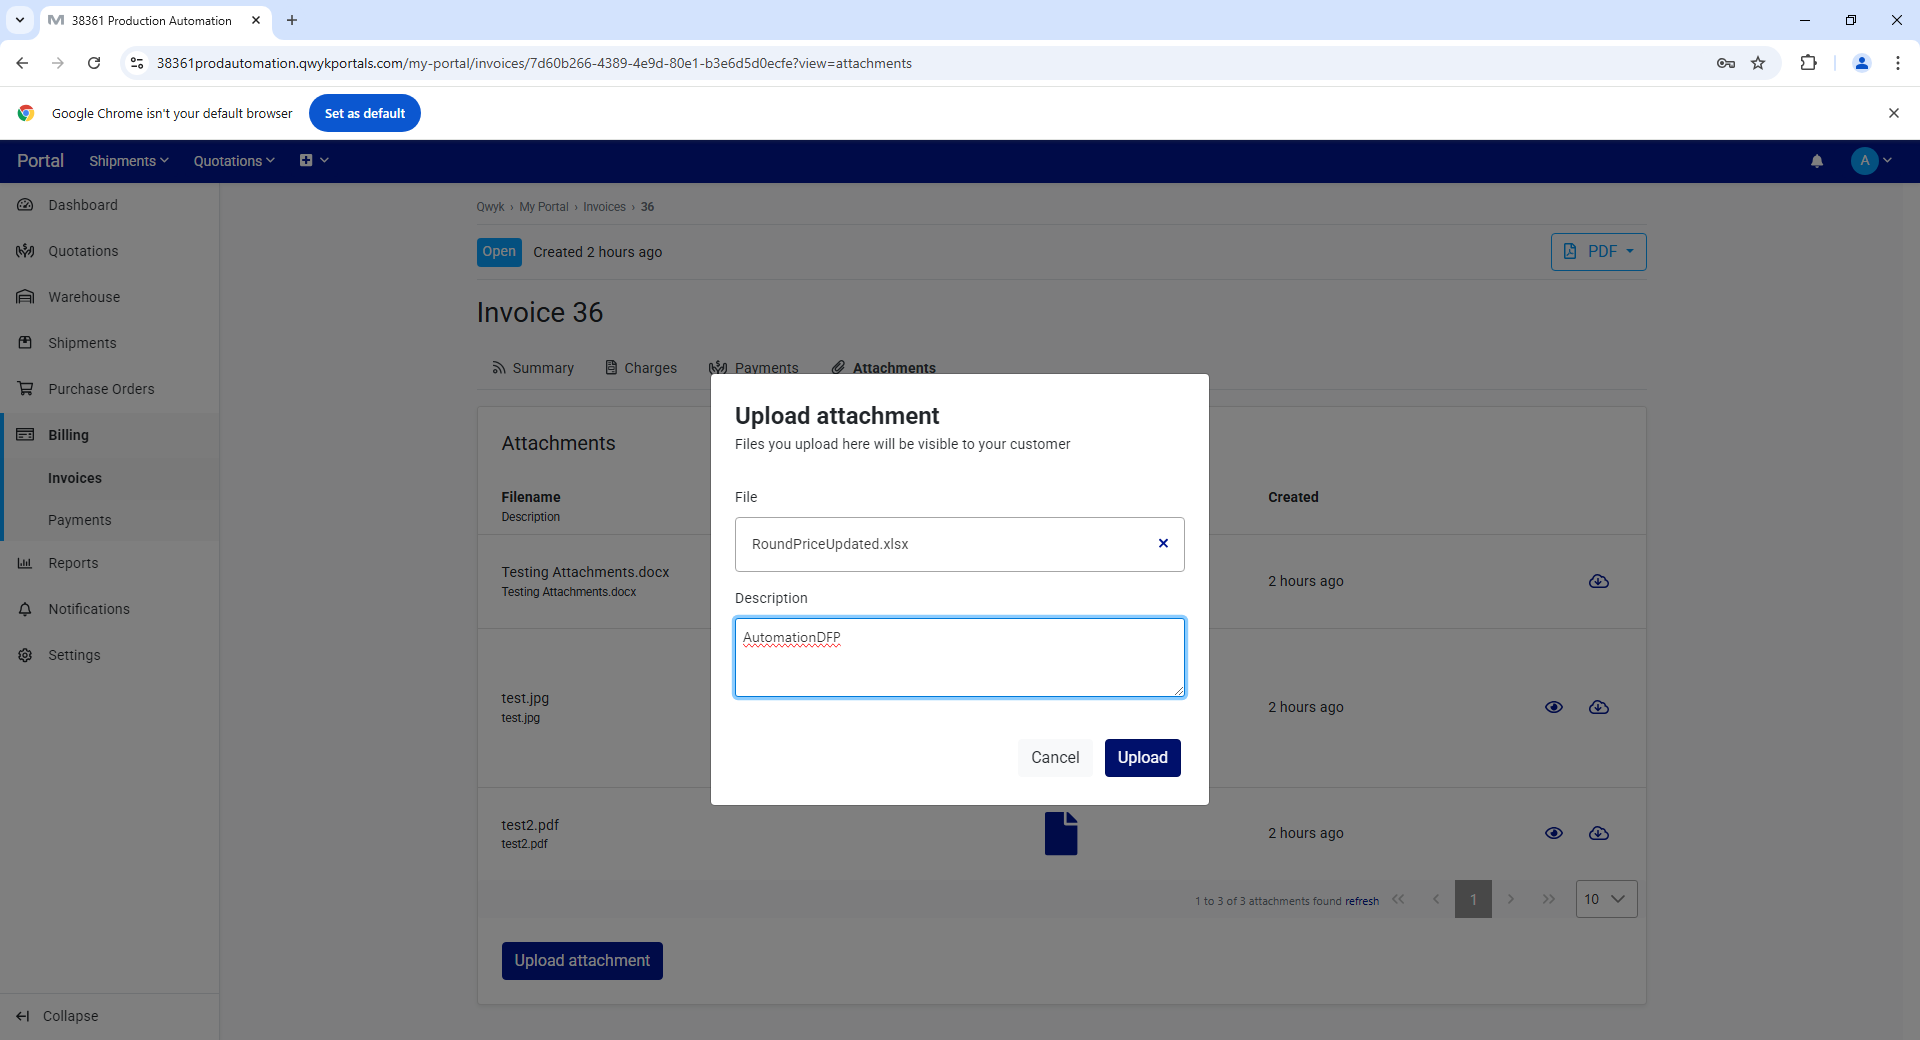 38361 Production Automation
38361prodautomation.qwykportals.com/my-portal/invoices/7d60b266-4389-4e9d-80e1-b3e6d5d0ecfe?view=attachments
Google Chrome isn't your default browser
Set as default
Portal
Shipments
Quotations
A
Dashboard
Quotations
Warehouse
Shipments
Purchase Orders
Billing
Invoices
Payments
Reports
Notifications
Settings
Collapse
Qwyk › My Portal › Invoices › 36
Open
Created 2 hours ago
PDF
Invoice 36
Summary
Charges
Payments
Attachments
Attachments
Filename
Description
Created
Testing Attachments.docx
Testing Attachments.docx
2 hours ago
test.jpg
test.jpg
2 hours ago
test2.pdf
test2.pdf
2 hours ago
1 to 3 of 3 attachments found refresh
1
10
Upload attachment
Upload attachment
Files you upload here will be visible to your customer
File
RoundPriceUpdated.xlsx
Description
AutomationDFP
Cancel
Upload